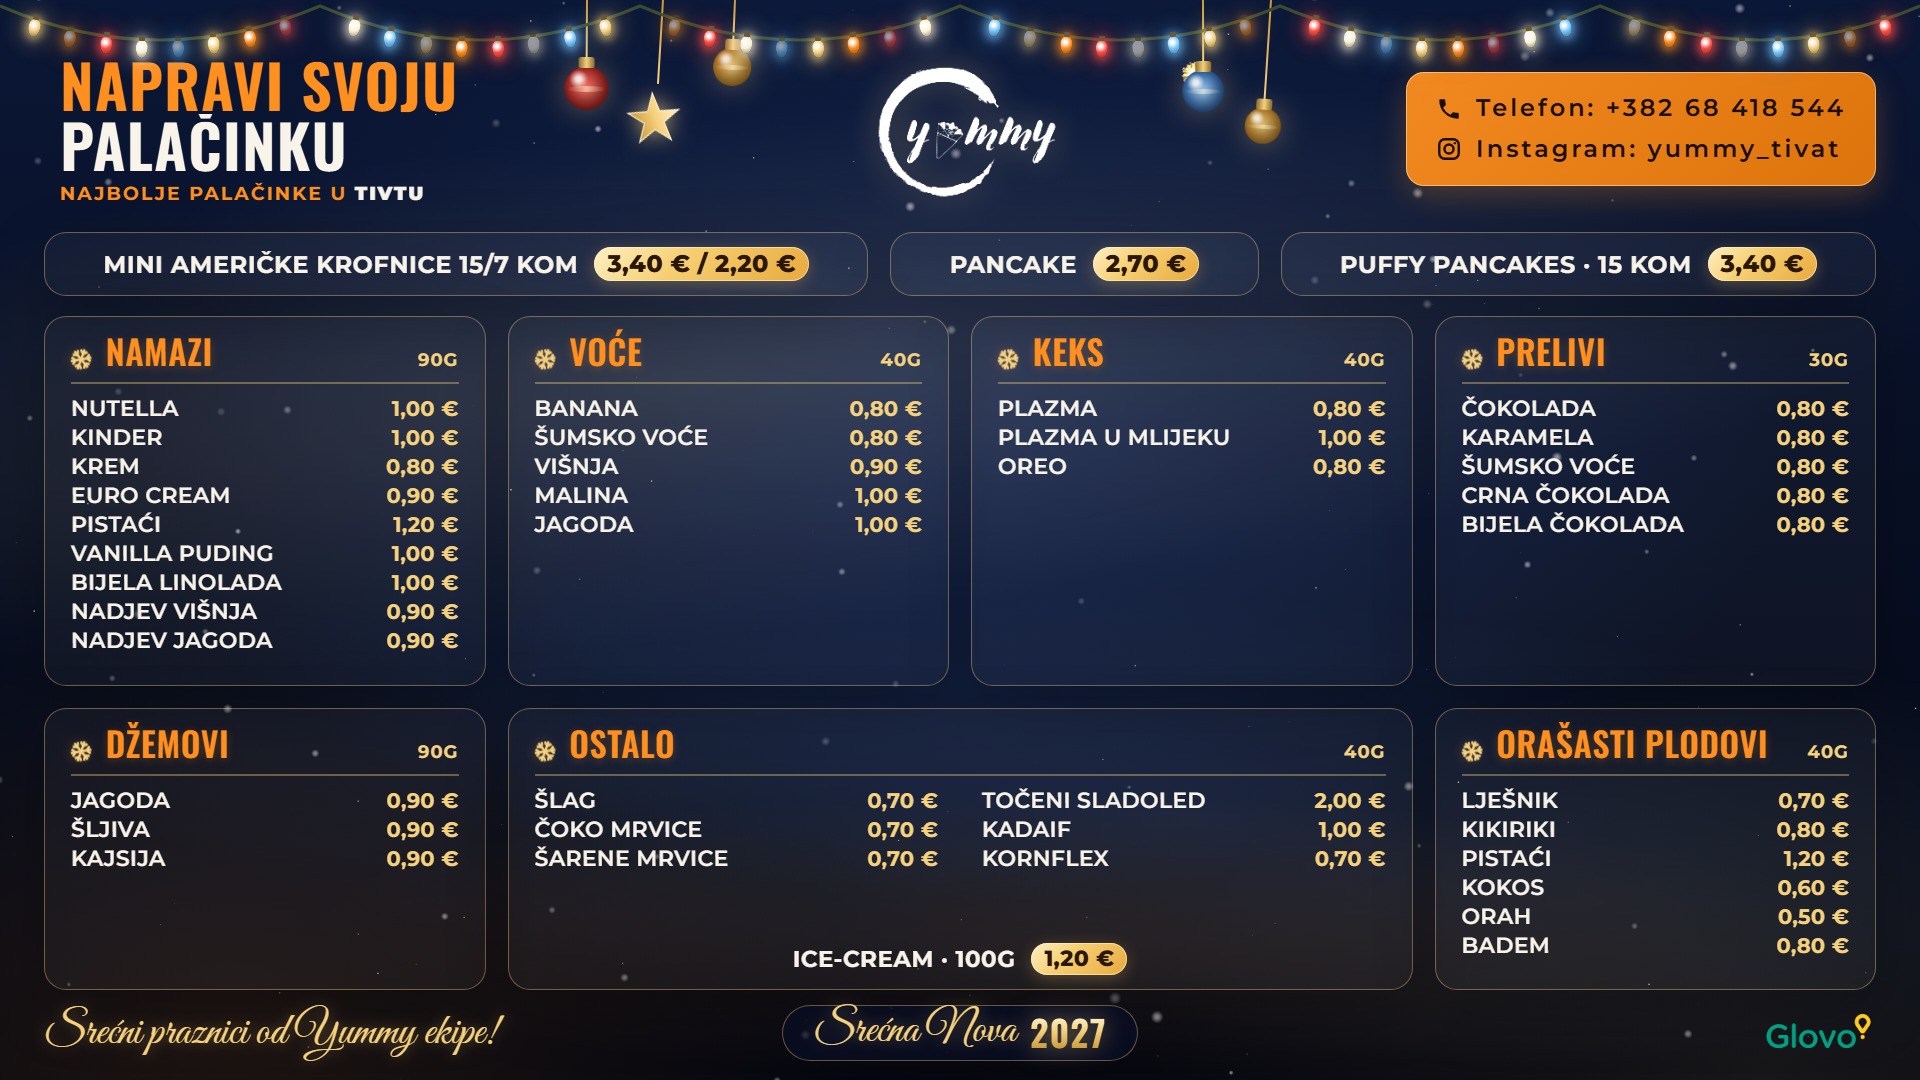 NAPRAVI SVOJU
PALAČINKU
NAJBOLJE PALAČINKE U TIVTU
yummy
Telefon: +382 68 418 544
Instagram: yummy_tivat
MINI AMERIČKE KROFNICE 15/7 KOM 3,40 € / 2,20 €
PANCAKE 2,70 €
PUFFY PANCAKES · 15 KOM 3,40 €
NAMAZI 90G
NUTELLA 1,00 €
KINDER 1,00 €
KREM 0,80 €
EURO CREAM 0,90 €
PISTAĆI 1,20 €
VANILLA PUDING 1,00 €
BIJELA LINOLADA 1,00 €
NADJEV VIŠNJA 0,90 €
NADJEV JAGODA 0,90 €
VOĆE 40G
BANANA 0,80 €
ŠUMSKO VOĆE 0,80 €
VIŠNJA 0,90 €
MALINA 1,00 €
JAGODA 1,00 €
KEKS 40G
PLAZMA 0,80 €
PLAZMA U MLIJEKU 1,00 €
OREO 0,80 €
PRELIVI 30G
ČOKOLADA 0,80 €
KARAMELA 0,80 €
ŠUMSKO VOĆE 0,80 €
CRNA ČOKOLADA 0,80 €
BIJELA ČOKOLADA 0,80 €
DŽEMOVI 90G
JAGODA 0,90 €
ŠLJIVA 0,90 €
KAJSIJA 0,90 €
OSTALO 40G
ŠLAG 0,70 €
ČOKO MRVICE 0,70 €
ŠARENE MRVICE 0,70 €
TOČENI SLADOLED 2,00 €
KADAIF 1,00 €
KORNFLEX 0,70 €
ICE-CREAM · 100G 1,20 €
ORAŠASTI PLODOVI 40G
LJEŠNIK 0,70 €
KIKIRIKI 0,80 €
PISTAĆI 1,20 €
KOKOS 0,60 €
ORAH 0,50 €
BADEM 0,80 €
Srećni praznici od Yummy ekipe!
Srećna Nova 2027
Glovo